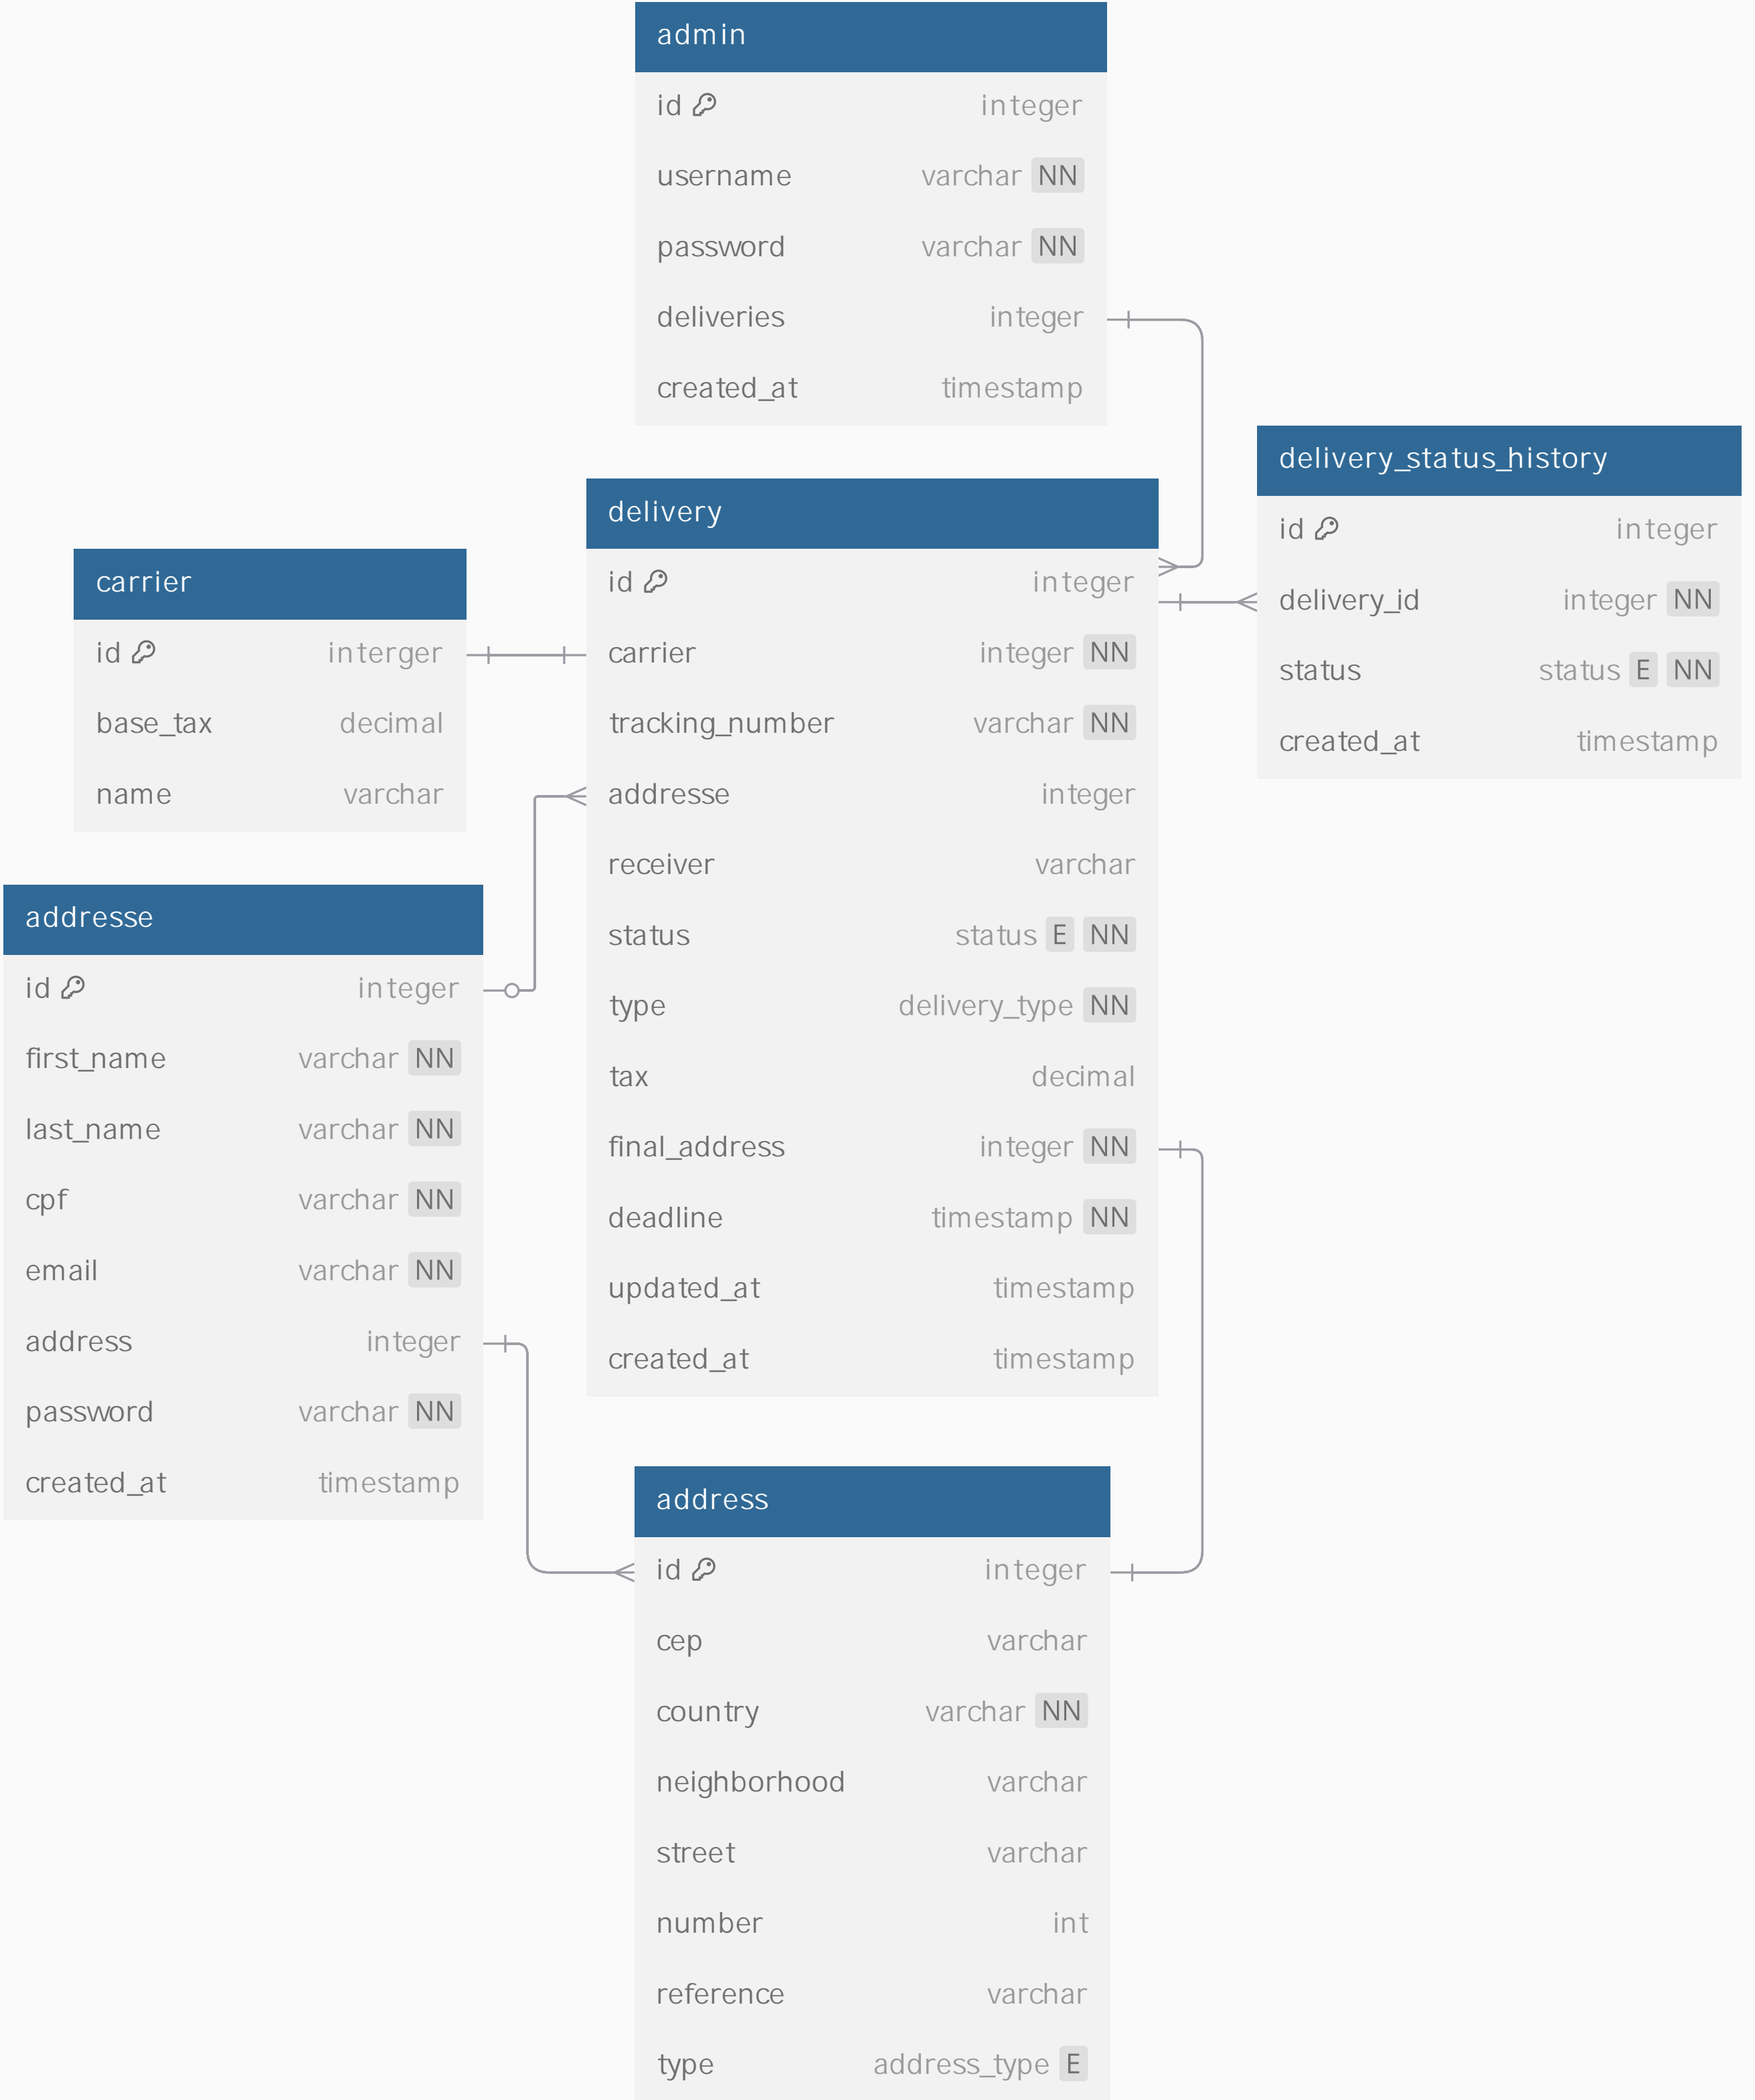 admin
id integer
username varchar NN
password varchar NN
deliveries integer
created_at timestamp
delivery_status_history
id integer
delivery_id integer NN
status status E NN
created_at timestamp
delivery
id integer
carrier integer NN
tracking_number varchar NN
addresse integer
receiver varchar
status status E NN
type delivery_type NN
tax decimal
final_address integer NN
deadline timestamp NN
updated_at timestamp
created_at timestamp
carrier
id interger
base_tax decimal
name varchar
addresse
id integer
first_name varchar NN
last_name varchar NN
cpf varchar NN
email varchar NN
address integer
password varchar NN
created_at timestamp
address
id integer
cep varchar
country varchar NN
neighborhood varchar
street varchar
number int
reference varchar
type address_type E